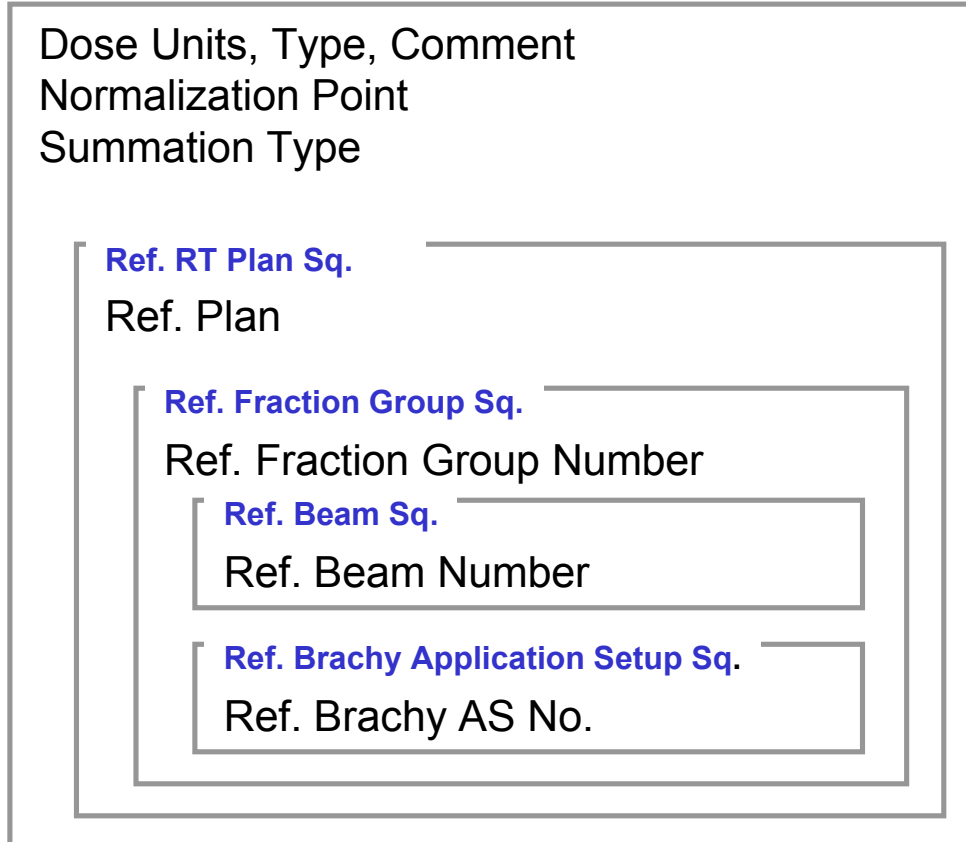 Dose Units, Type, Comment
Normalization Point
Summation Type
Ref. RT Plan Sq.
Ref. Plan
Ref. Fraction Group Sq.
Ref. Fraction Group Number
Ref. Beam Sq.
Ref. Beam Number
Ref. Brachy Application Setup Sq.
Ref. Brachy AS No.